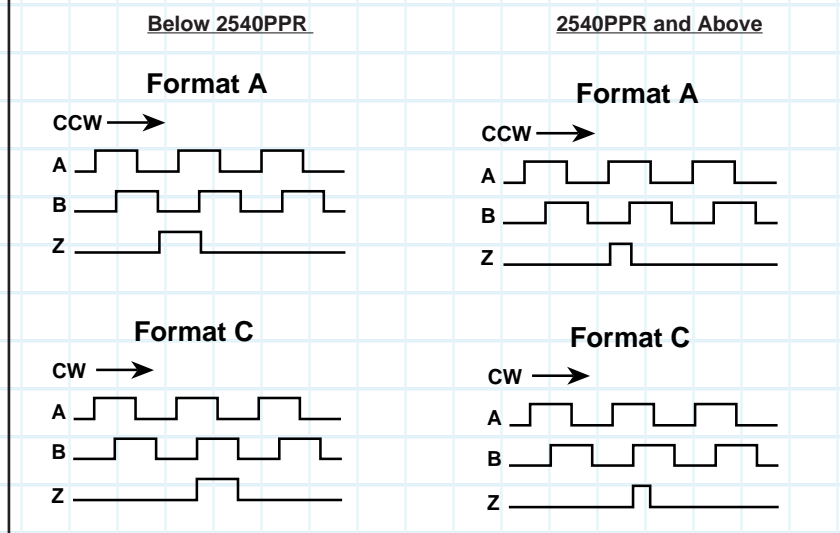 Below 2540PPR
Format A
CCW
A
B
Z
Format C
CW
A
B
Z
2540PPR and Above
Format A
CCW
A
B
Z
Format C
CW
A
B
Z